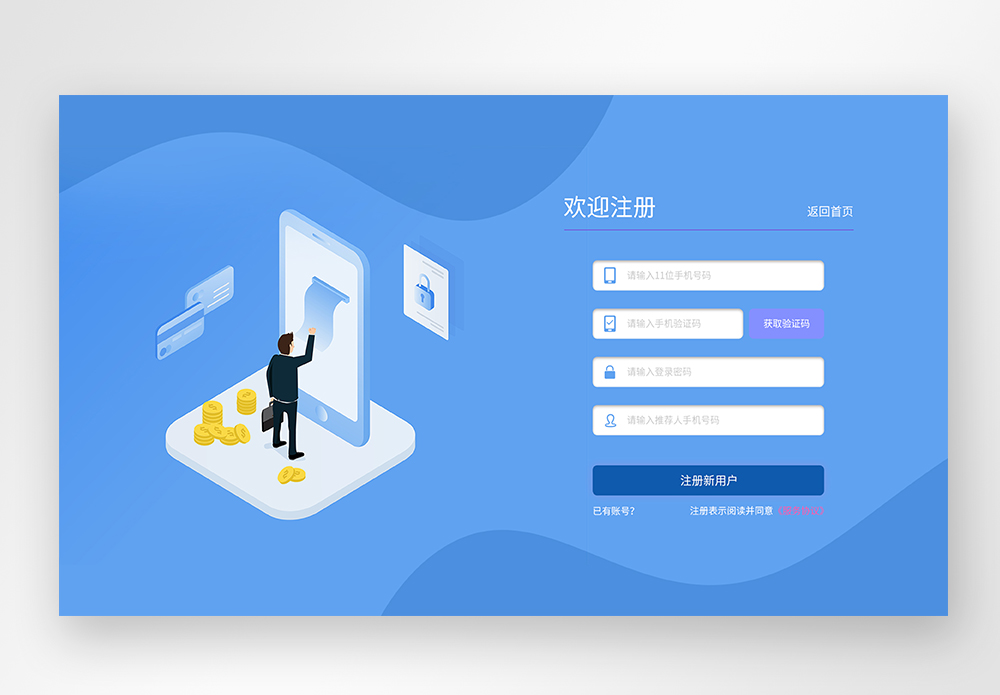 欢迎注册
返回首页
请输入11位手机号码
请输入手机验证码
获取验证码
请输入登录密码
请输入推荐人手机号码
注册新用户
已有账号?
注册表示阅读并同意